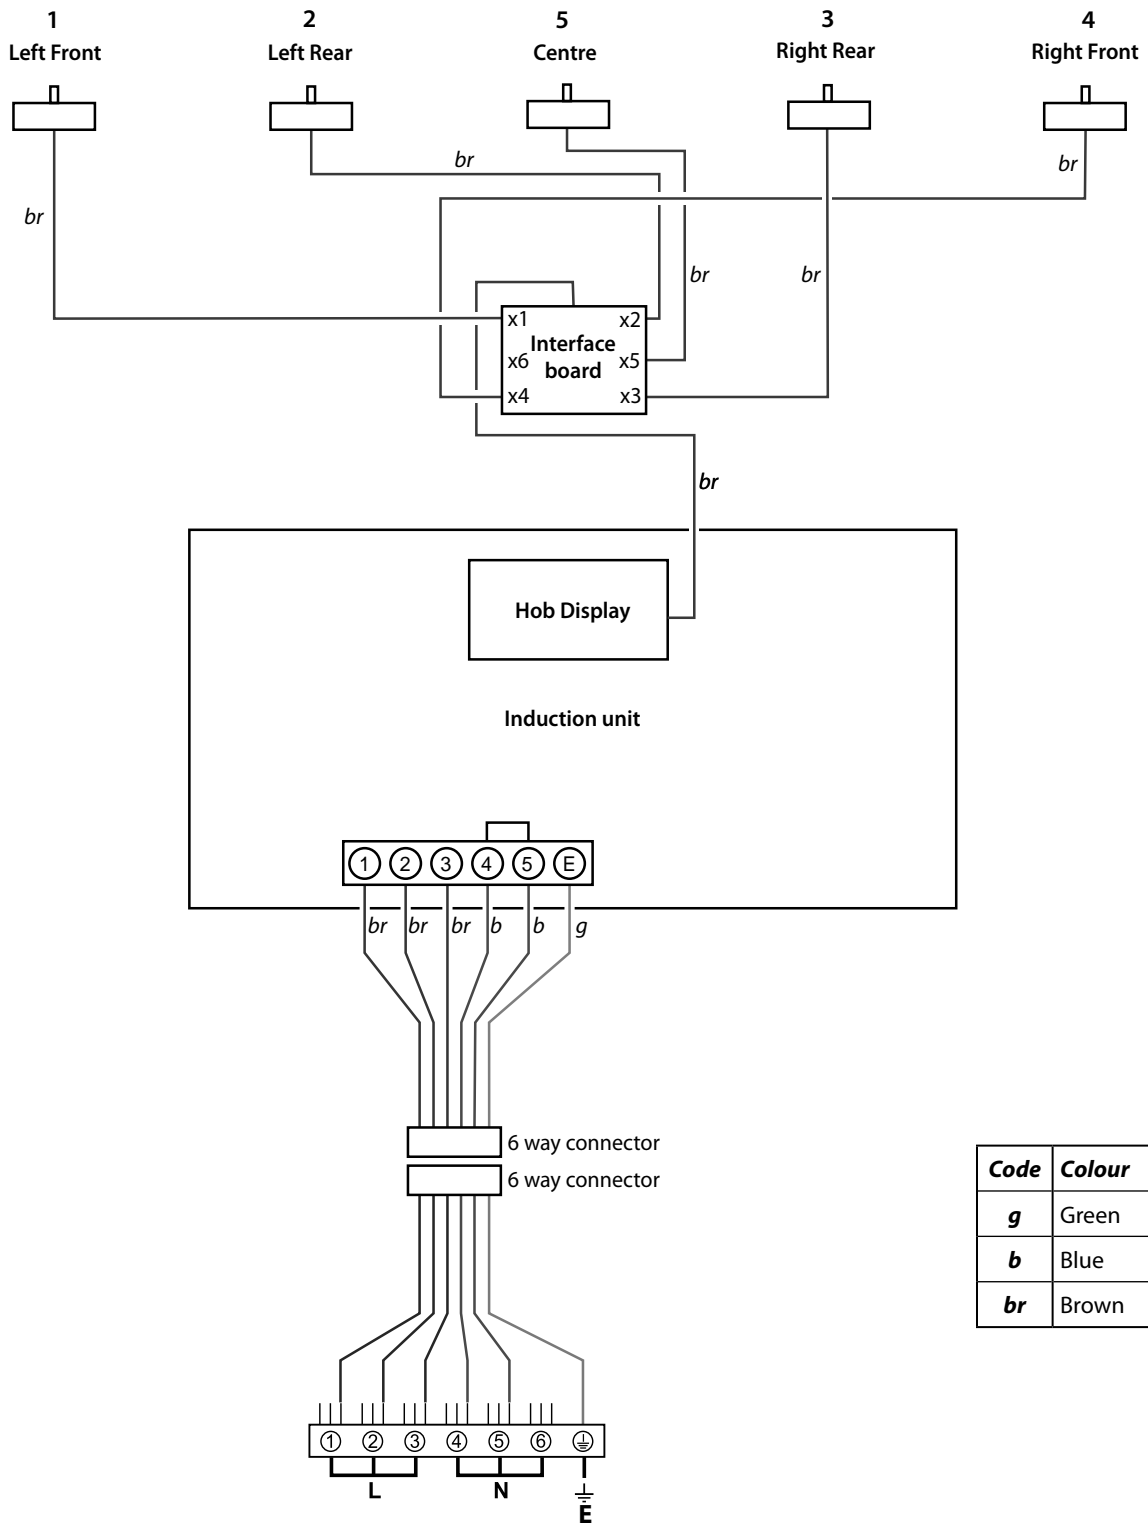 1 2 5 3 4
Left Front Left Rear Centre Right Rear Right Front
br
br
br
br
br
x1 x2
Interface
x6 x5
board
x4 x3
br
Hob Display
Induction unit
1 2 3 4 5 E
br br br b b g
6 way connector
6 way connector
Code Colour
g Green
b Blue
br Brown
1 2 3 4 5 6
L N
E